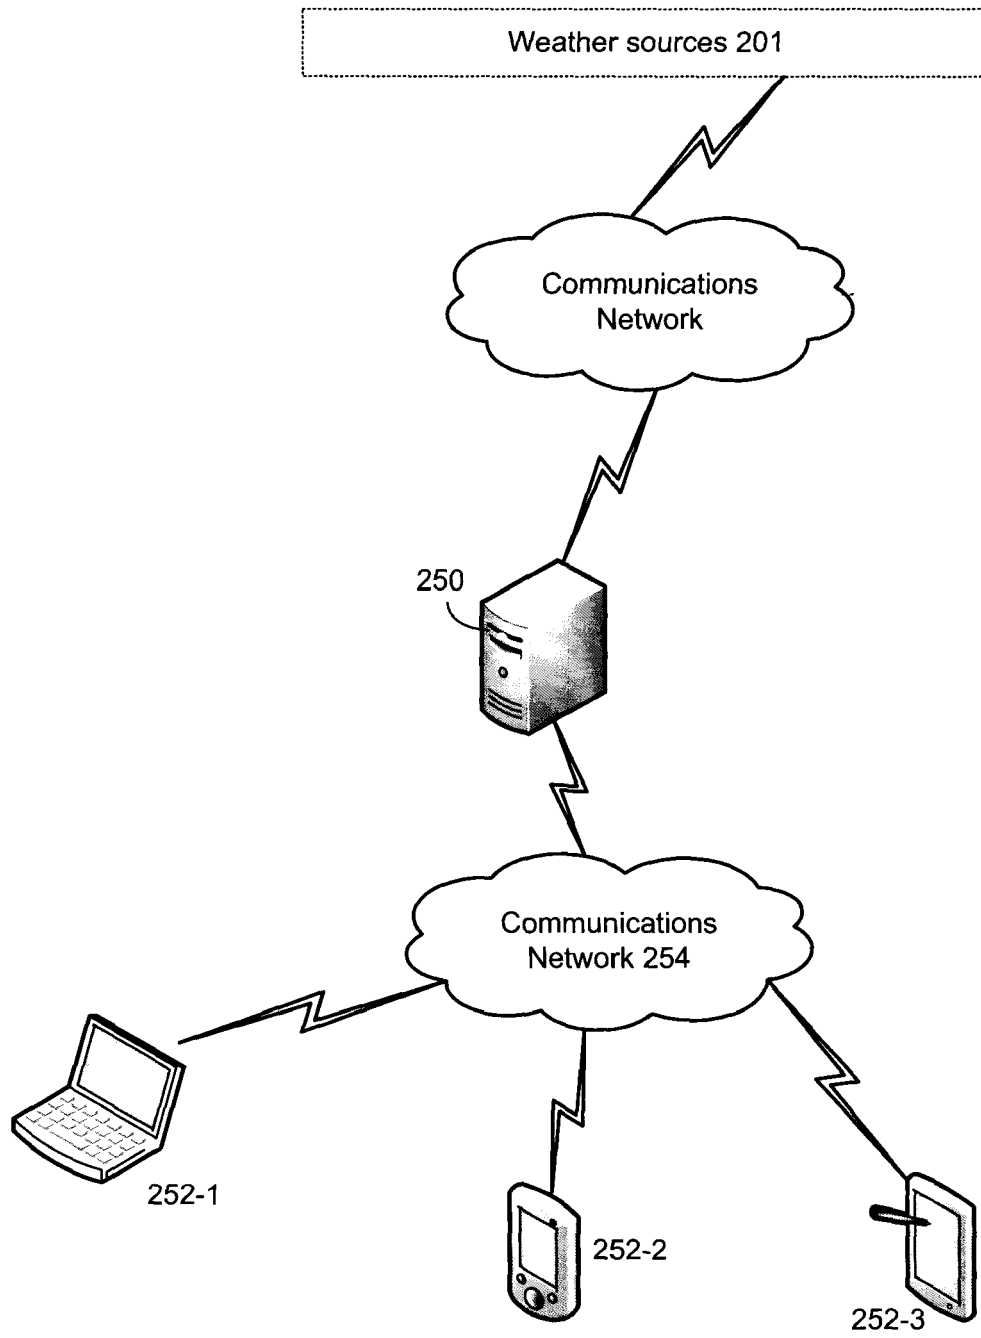 Weather sources 201
Communications
Network
250
Communications
Network 254
252-1
252-2
252-3